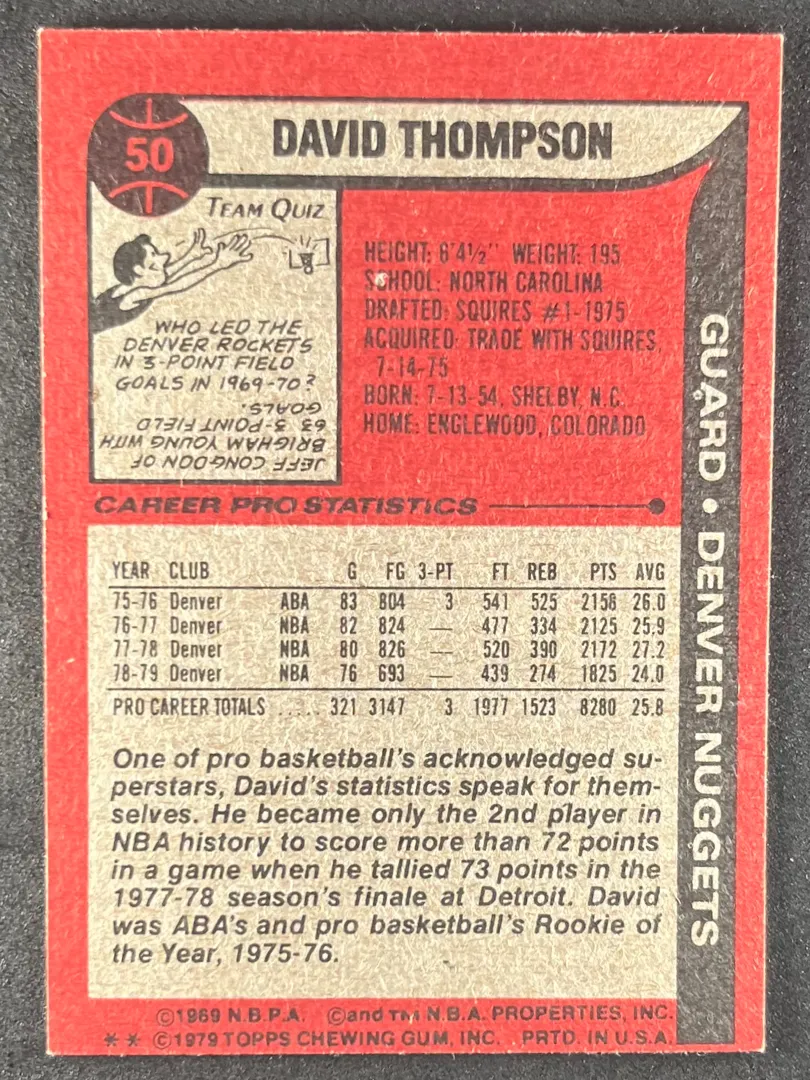 50
DAVID THOMPSON
TEAM QUIZ
WHO LED THE
DENVER ROCKETS
IN 3-POINT FIELD
GOALS IN 1969-70?
JEFF CONGDON OF
BRIGHAM YOUNG WITH
63 3-POINT FIELD
GOALS.
HEIGHT: 6'4½" WEIGHT: 195
SCHOOL: NORTH CAROLINA
DRAFTED: SQUIRES #1-1975
ACQUIRED: TRADE WITH SQUIRES,
7-14-75
BORN: 7-13-54, SHELBY, N.C.
HOME: ENGLEWOOD, COLORADO
GUARD • DENVER NUGGETS
CAREER PRO STATISTICS
YEAR CLUB G FG 3-PT FT REB PTS AVG
75-76 Denver ABA 83 804 3 541 525 2158 26.0
76-77 Denver NBA 82 824 — 477 334 2125 25.9
77-78 Denver NBA 80 826 — 520 390 2172 27.2
78-79 Denver NBA 76 693 — 439 274 1825 24.0
PRO CAREER TOTALS ..... 321 3147 3 1977 1523 8280 25.8
One of pro basketball's acknowledged su-
perstars, David's statistics speak for them-
selves. He became only the 2nd player in
NBA history to score more than 72 points
in a game when he tallied 73 points in the
1977-78 season's finale at Detroit. David
was ABA's and pro basketball's Rookie of
the Year, 1975-76.
©1969 N.B.P.A. ©and TM N.B.A. PROPERTIES, INC.
** ©1979 TOPPS CHEWING GUM, INC. PRTD. IN U.S.A.